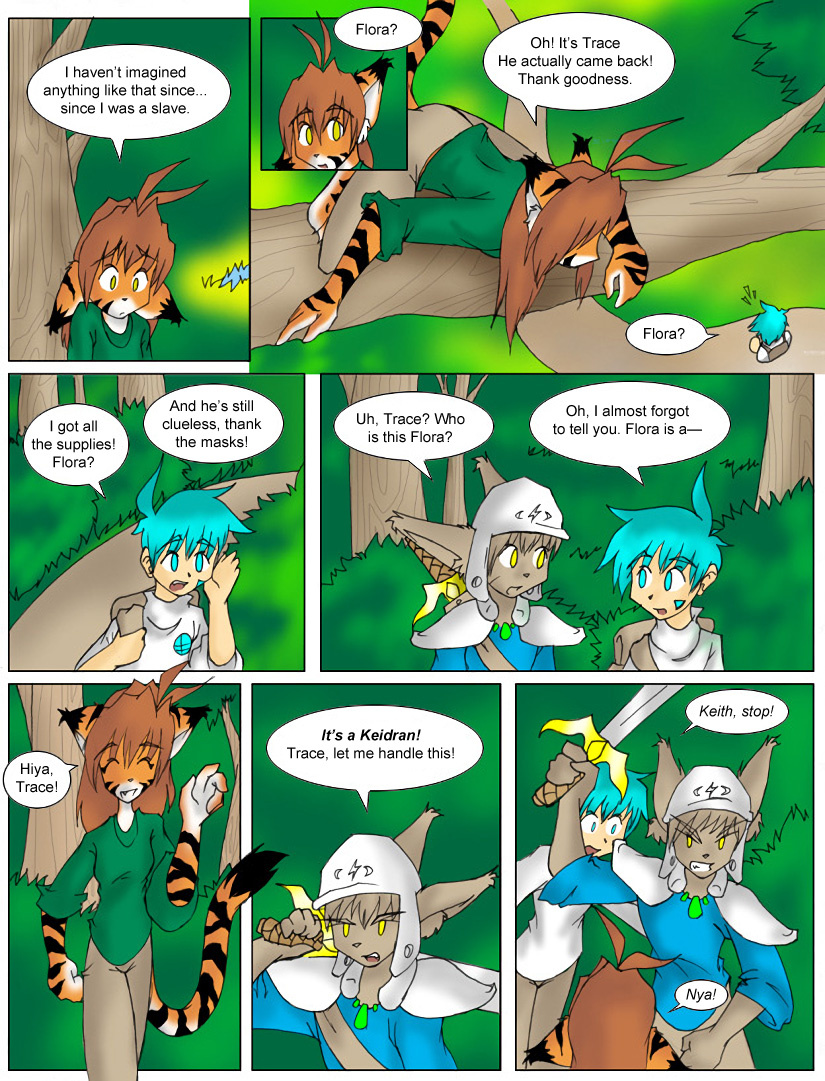 I haven't imagined
anything like that since...
since I was a slave.
Flora?
Oh! It's Trace
He actually came back!
Thank goodness.
Flora?
I got all
the supplies!
Flora?
And he's still
clueless, thank
the masks!
Uh, Trace? Who
is this Flora?
Oh, I almost forgot
to tell you. Flora is a—
Hiya,
Trace!
It's a Keidran!
Trace, let me handle this!
Keith, stop!
Nya!